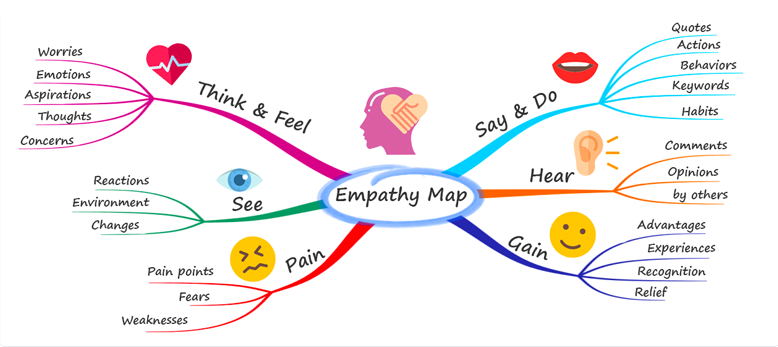 Empathy Map
Think & Feel
Worries
Emotions
Aspirations
Thoughts
Concerns
See
Reactions
Environment
Changes
Pain
Pain points
Fears
Weaknesses
Say & Do
Quotes
Actions
Behaviors
Keywords
Habits
Hear
Comments
Opinions
by others
Gain
Advantages
Experiences
Recognition
Relief